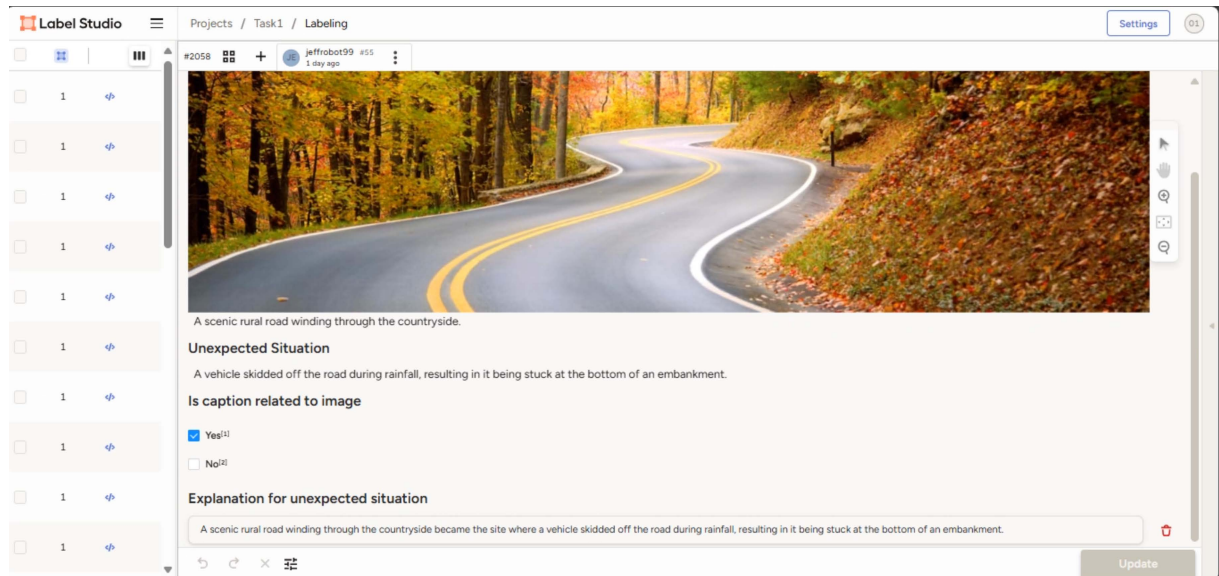 Label Studio
Projects / Task1 / Labeling
Settings
01
#2058
JE
jeffrobot99 #55
1 day ago
1 </>
1 </>
1 </>
1 </>
1 </>
1 </>
1 </>
1 </>
1 </>
1 </>
A scenic rural road winding through the countryside.
Unexpected Situation
A vehicle skidded off the road during rainfall, resulting in it being stuck at the bottom of an embankment.
Is caption related to image
Yes[1]
No[2]
Explanation for unexpected situation
A scenic rural road winding through the countryside became the site where a vehicle skidded off the road during rainfall, resulting in it being stuck at the bottom of an embankment.
Update